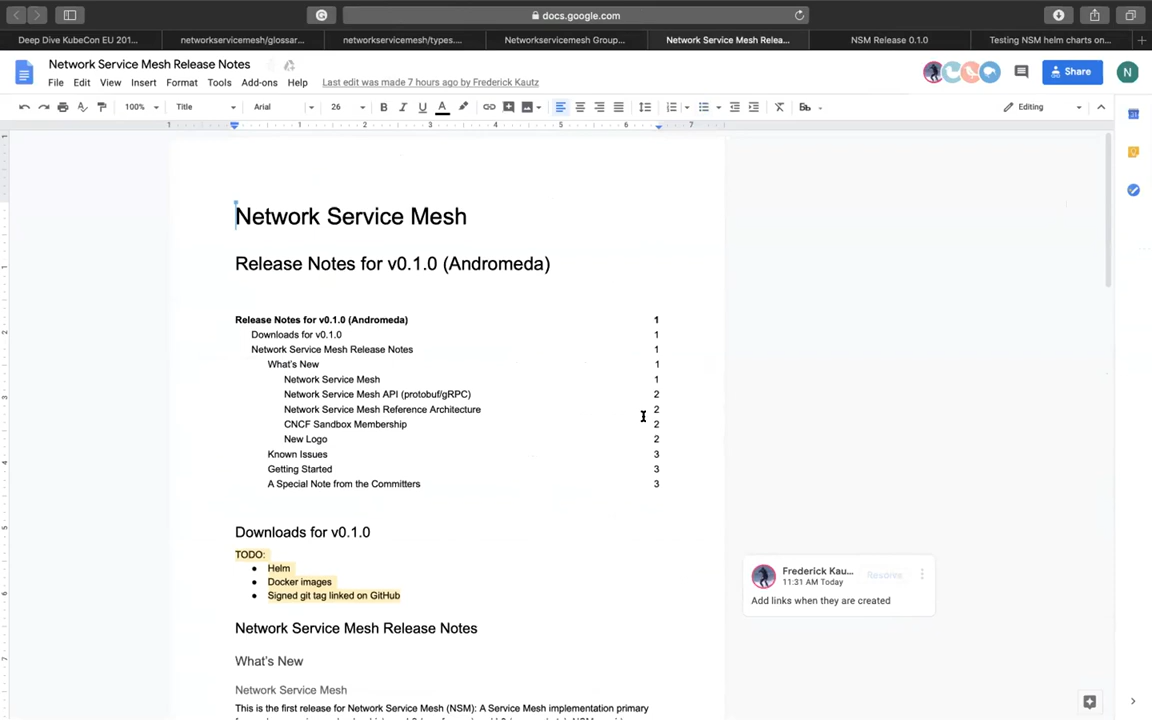 docs.google.com
Deep Dive KubeCon EU 201...
networkservicemesh/glossar...
networkservicemesh/types....
Networkservicemesh Group...
Network Service Mesh Relea...
NSM Release 0.1.0
Testing NSM helm charts on...
Network Service Mesh Release Notes
File Edit View Insert Format Tools Add-ons Help Last edit was made 7 hours ago by Frederick Kautz
Share
N
100% Title Arial 26 B I U A Editing
1 1 2 3 4 5 6 7
Network Service Mesh
Release Notes for v0.1.0 (Andromeda)
Release Notes for v0.1.0 (Andromeda) 1
Downloads for v0.1.0 1
Network Service Mesh Release Notes 1
What's New 1
Network Service Mesh 1
Network Service Mesh API (protobuf/gRPC) 2
Network Service Mesh Reference Architecture 2
CNCF Sandbox Membership 2
New Logo 2
Known Issues 3
Getting Started 3
A Special Note from the Committers 3
Downloads for v0.1.0
TODO:
● Helm
● Docker images
● Signed git tag linked on GitHub
Frederick Kau...
Resolve
11:31 AM Today
Add links when they are created
Network Service Mesh Release Notes
What's New
Network Service Mesh
This is the first release for Network Service Mesh (NSM): A Service Mesh implementation primary